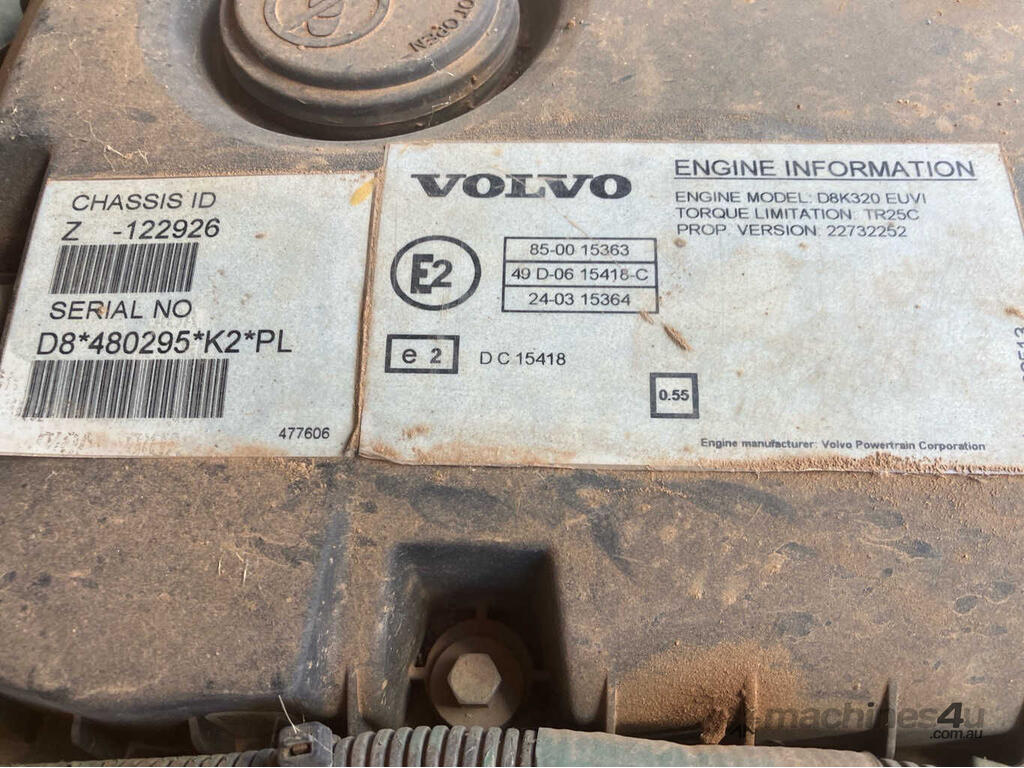 OT OPEN
CHASSIS ID
Z -122926
SERIAL NO
D8*480295*K2*PL
477606
VOLVO
ENGINE INFORMATION
ENGINE MODEL: D8K320 EUVI
TORQUE LIMITATION: TR25C
PROP. VERSION: 22732252
E2
85-00 15363
49 D-06 15418-C
24-03 15364
e 2
D C 15418
0.55
Engine manufacturer: Volvo Powertrain Corporation
machines4u
.com.au